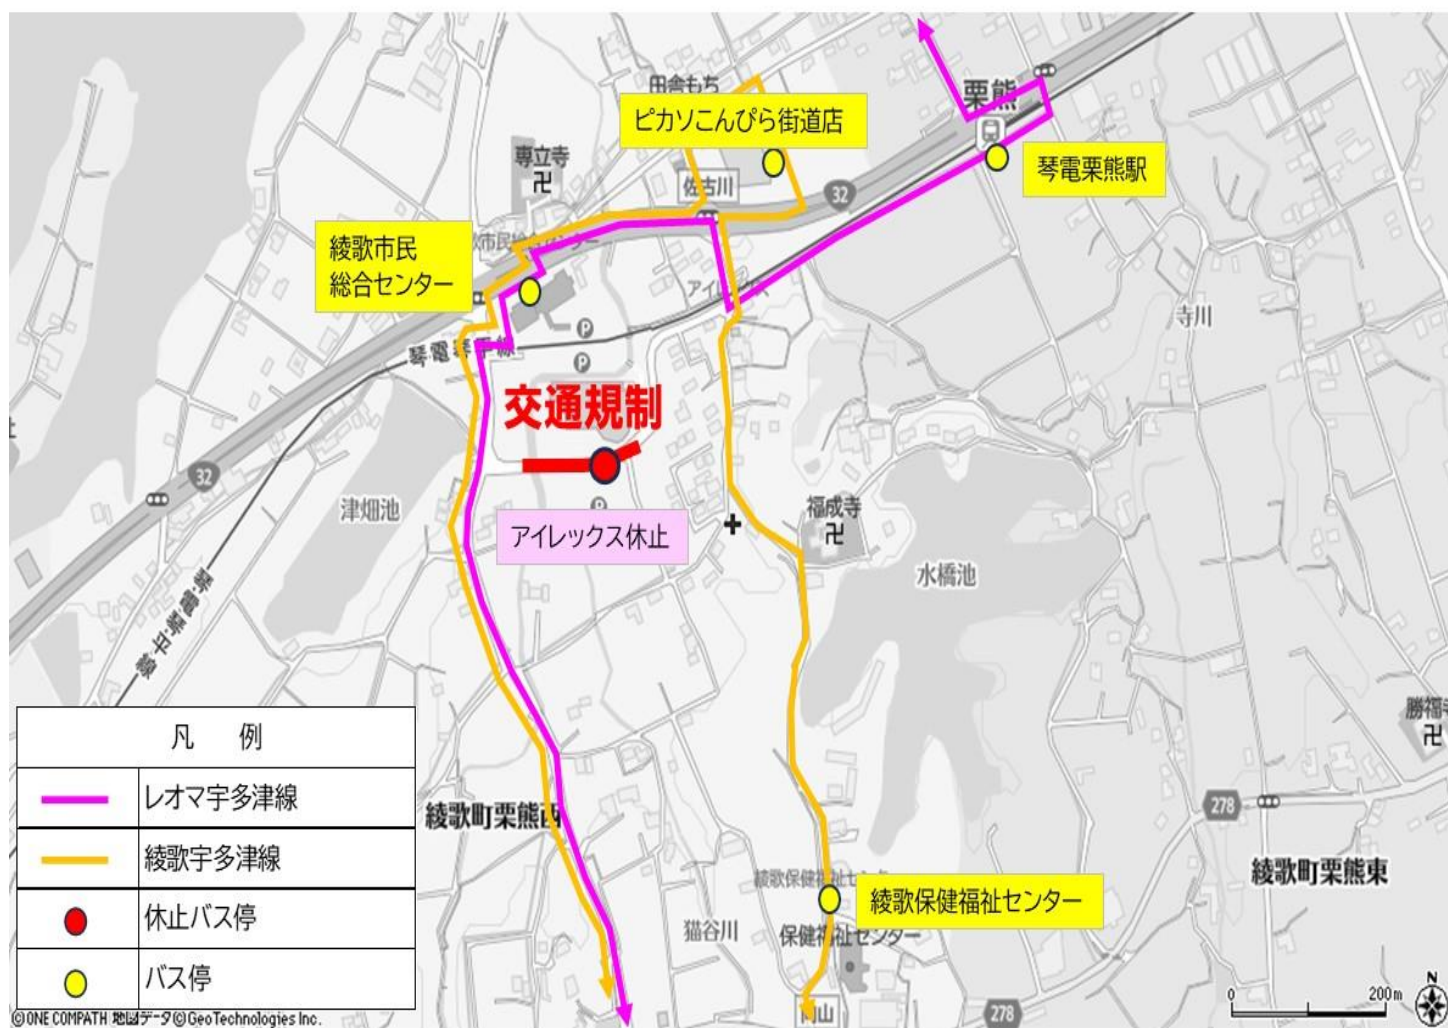 田舎もち
栗熊
ピカソこんぴら街道店
専立寺
佐古川
32
琴電栗熊駅
綾歌市民
総合センター
寺川
P
琴電琴平線
P
交通規制
32
津畑池
アイレックス休止
福成寺
水橋池
琴電琴平線
凡 例
レオマ宇多津線
綾歌宇多津線
休止バス停
バス停
勝福寺
278
綾歌町栗熊西
綾歌町栗熊東
綾歌保健福祉センター
猫谷川
保健福祉センター
278
0
200m
N
©ONE COMPATH 地図データ©GeoTechnologies Inc.